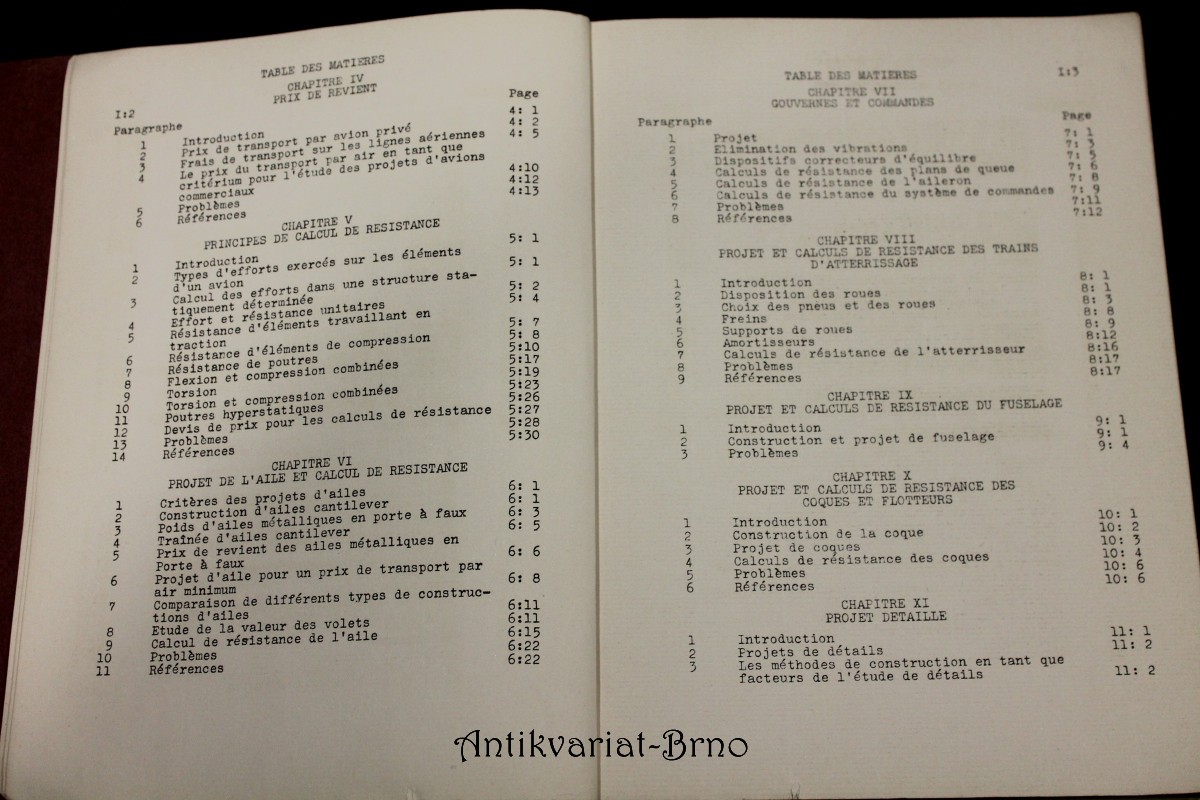 TABLE DES MATIERES
CHAPITRE IV
PRIX DE REVIENT
I:2
Paragraphe Page
1 Introduction 4: 1
2 Prix de transport par avion privé 4: 2
3 Frais de transport sur les lignes aériennes 4: 5
4 Le prix du transport par air en tant que
critérium pour l'étude des projets d'avions
commerciaux 4:10
5 Problèmes 4:12
6 Références 4:13
CHAPITRE V
PRINCIPES DE CALCUL DE RESISTANCE
1 Introduction 5: 1
2 Types d'efforts exercés sur les éléments
d'un avion 5: 1
3 Calcul des efforts dans une structure sta-
tiquement déterminée 5: 2
4 Effort et résistance unitaires 5: 4
5 Résistance d'éléments travaillant en
traction 5: 7
6 Résistance d'éléments de compression 5: 8
7 Résistance de poutres 5:10
8 Flexion et compression combinées 5:17
9 Torsion 5:19
10 Torsion et compression combinées 5:23
11 Poutres hyperstatiques 5:26
12 Devis de prix pour les calculs de résistance 5:27
13 Problèmes 5:28
14 Références 5:30
CHAPITRE VI
PROJET DE L'AILE ET CALCUL DE RESISTANCE
1 Critères des projets d'ailes 6: 1
2 Construction d'ailes cantilever 6: 1
3 Poids d'ailes métalliques en porte à faux 6: 3
4 Traînée d'ailes cantilever 6: 5
5 Prix de revient des ailes métalliques en
Porte à faux 6: 6
6 Projet d'aile pour un prix de transport par
air minimum 6: 8
7 Comparaison de différents types de construc-
tions d'ailes 6:11
8 Etude de la valeur des volets 6:11
9 Calcul de résistance de l'aile 6:15
10 Problèmes 6:22
11 Références 6:22
TABLE DES MATIERES I:3
CHAPITRE VII
GOUVERNES ET COMMANDES
Paragraphe Page
1 Projet 7: 1
2 Elimination des vibrations 7: 3
3 Dispositifs correcteurs d'équilibre 7: 5
4 Calculs de résistance des plans de queue 7: 6
5 Calculs de résistance de l'aileron 7: 8
6 Calculs de résistance du système de commandes 7: 9
7 Problèmes 7:11
8 Références 7:12
CHAPITRE VIII
PROJET ET CALCULS DE RESISTANCE DES TRAINS
D'ATTERRISSAGE
1 Introduction 8: 1
2 Disposition des roues 8: 1
3 Choix des pneus et des roues 8: 3
4 Freins 8: 8
5 Supports de roues 8: 9
6 Amortisseurs 8:12
7 Calculs de résistance de l'atterrisseur 8:16
8 Problèmes 8:17
9 Références 8:17
CHAPITRE IX
PROJET ET CALCULS DE RESISTANCE DU FUSELAGE
1 Introduction 9: 1
2 Construction et projet de fuselage 9: 1
3 Problèmes 9: 4
CHAPITRE X
PROJET ET CALCULS DE RESISTANCE DES
COQUES ET FLOTTEURS
1 Introduction 10: 1
2 Construction de la coque 10: 2
3 Projet de coques 10: 3
4 Calculs de résistance des coques 10: 4
5 Problèmes 10: 6
6 Références 10: 6
CHAPITRE XI
PROJET DETAILLE
1 Introduction 11: 1
2 Projets de détails 11: 2
3 Les méthodes de construction en tant que
facteurs de l'étude de détails 11: 2
Antikvariat-Brno